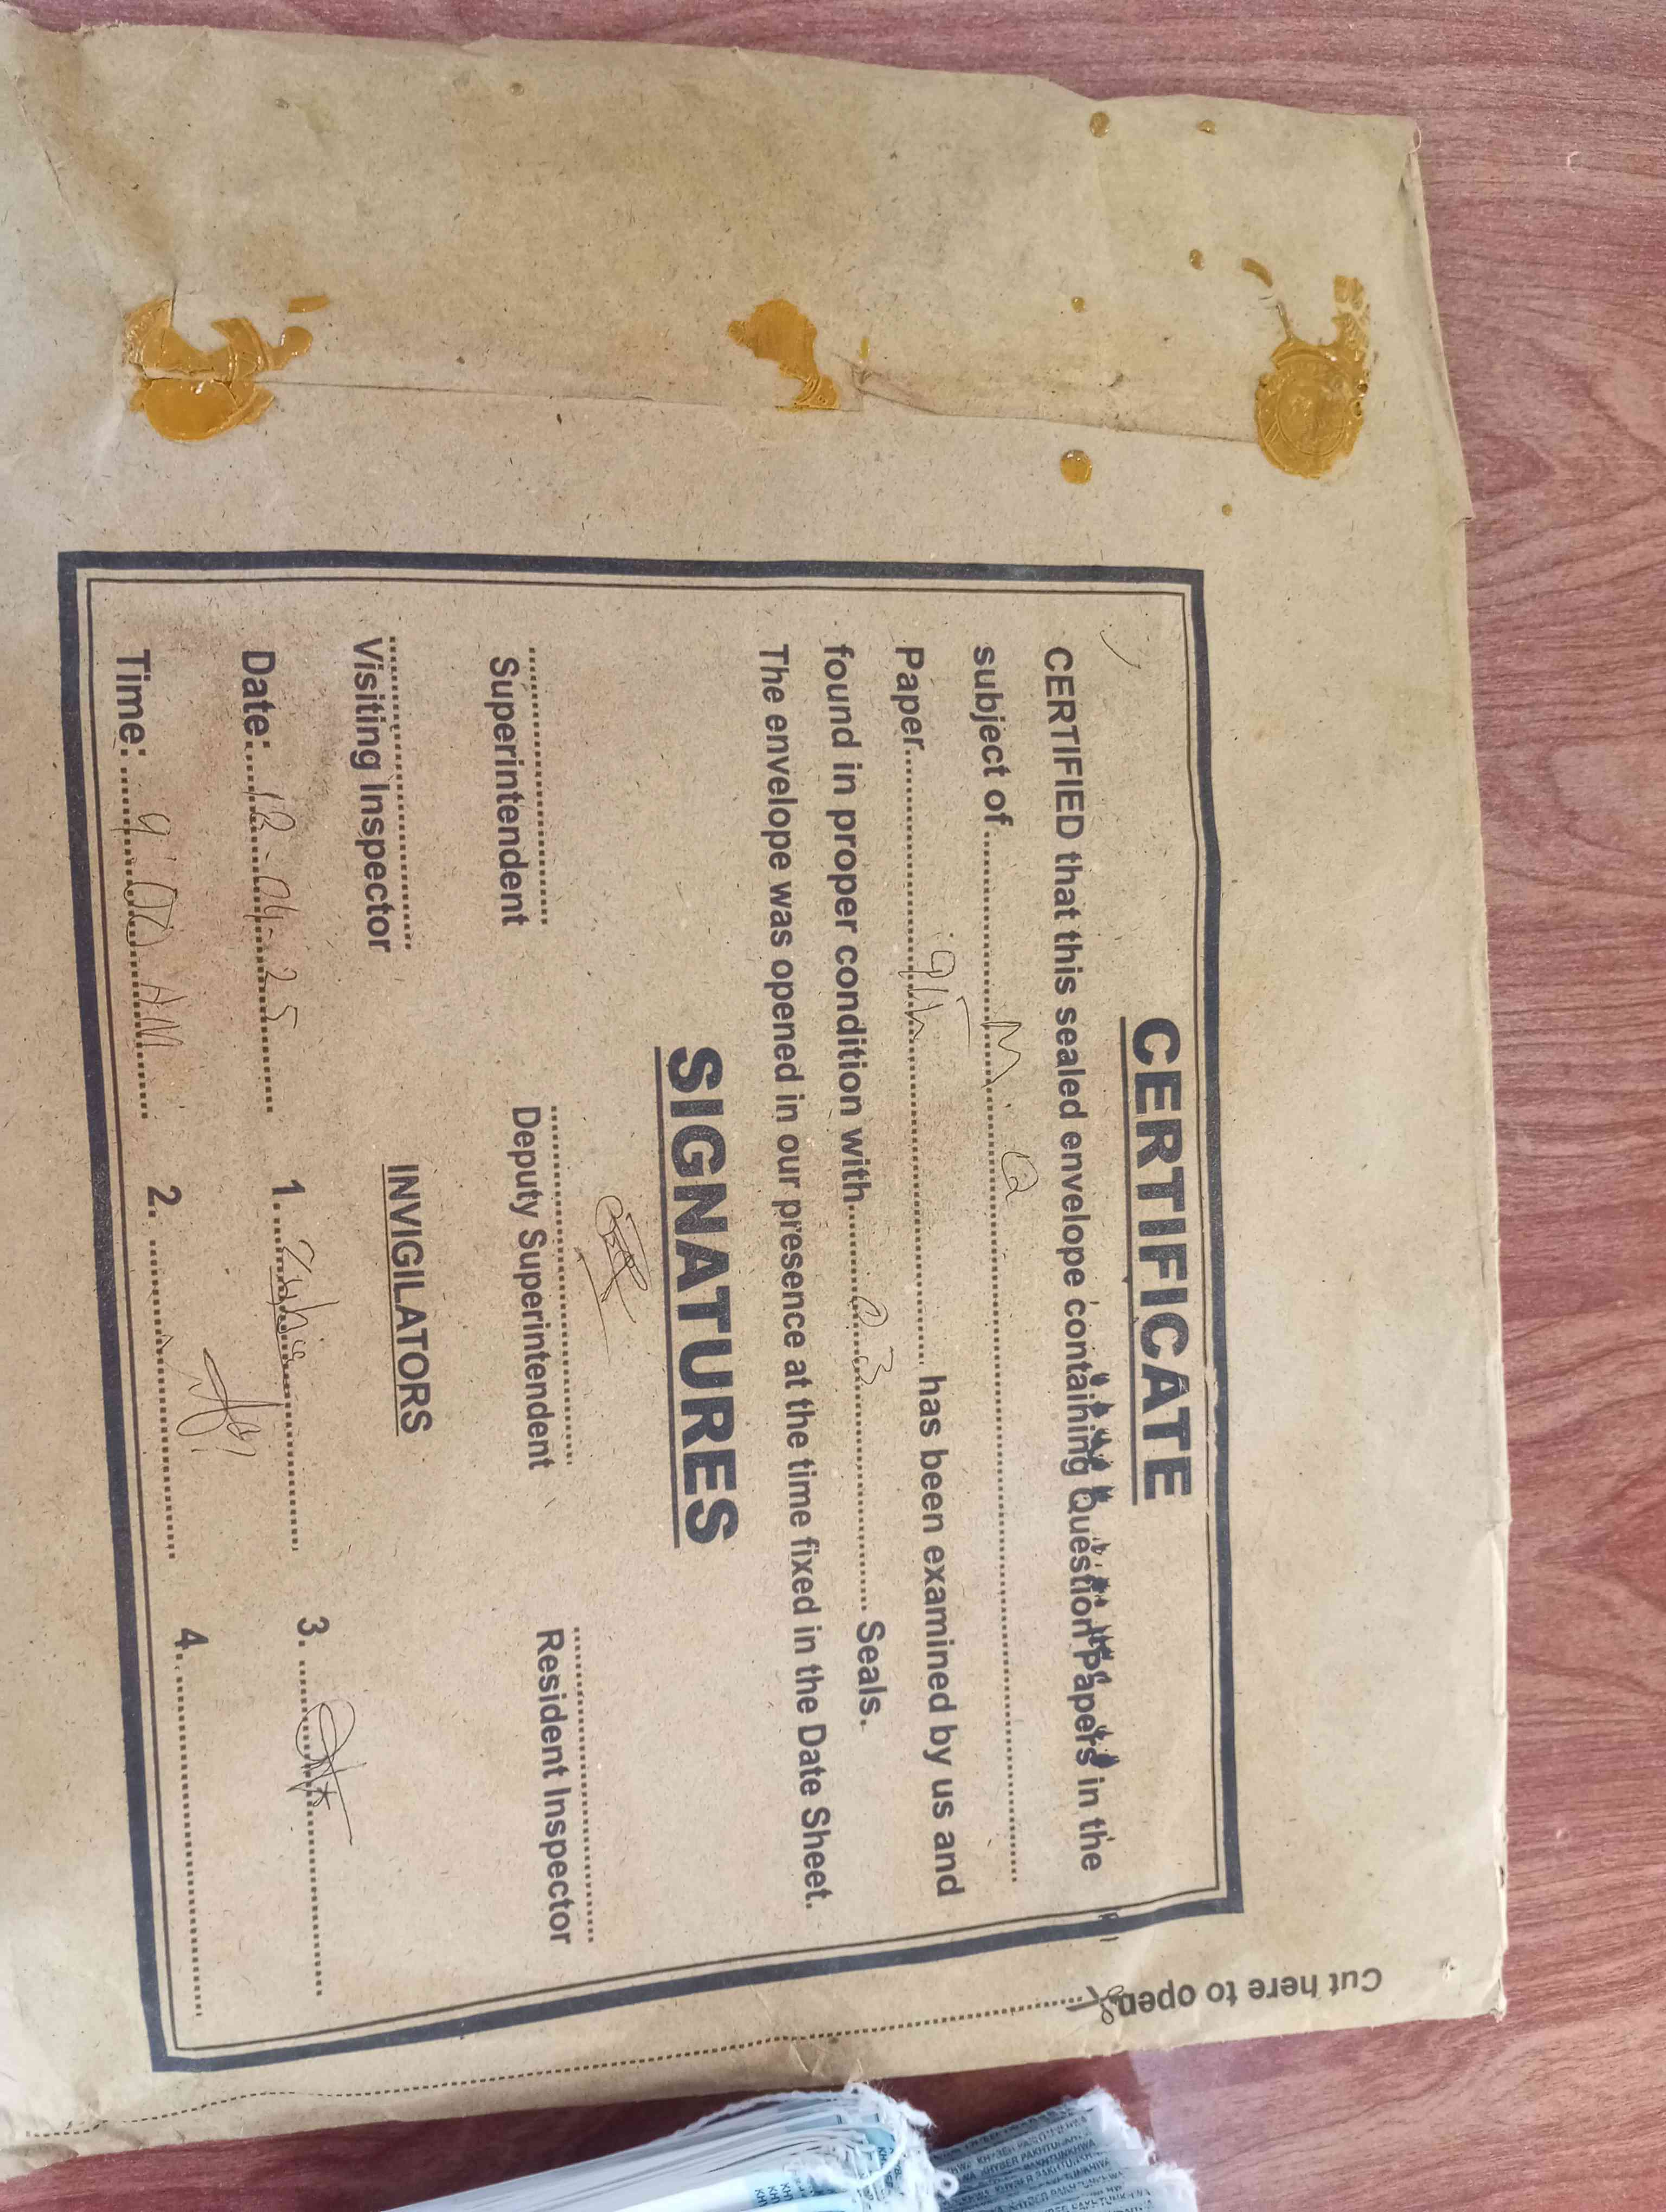 CERTIFICATE
CERTIFIED that this sealed envelope containing Question Papers in the
subject of M. Q
Paper 9th has been examined by us and
found in proper condition with 03 Seals.
The envelope was opened in our presence at the time fixed in the Date Sheet.
SIGNATURES
Superintendent Deputy Superintendent Resident Inspector
Visiting Inspector INVIGILATORS
Date: 12-04-25 1. 3.
Time: 9:00 AM 2. 4.
Cut here to open
KHYBER PAKHTUNKHWA